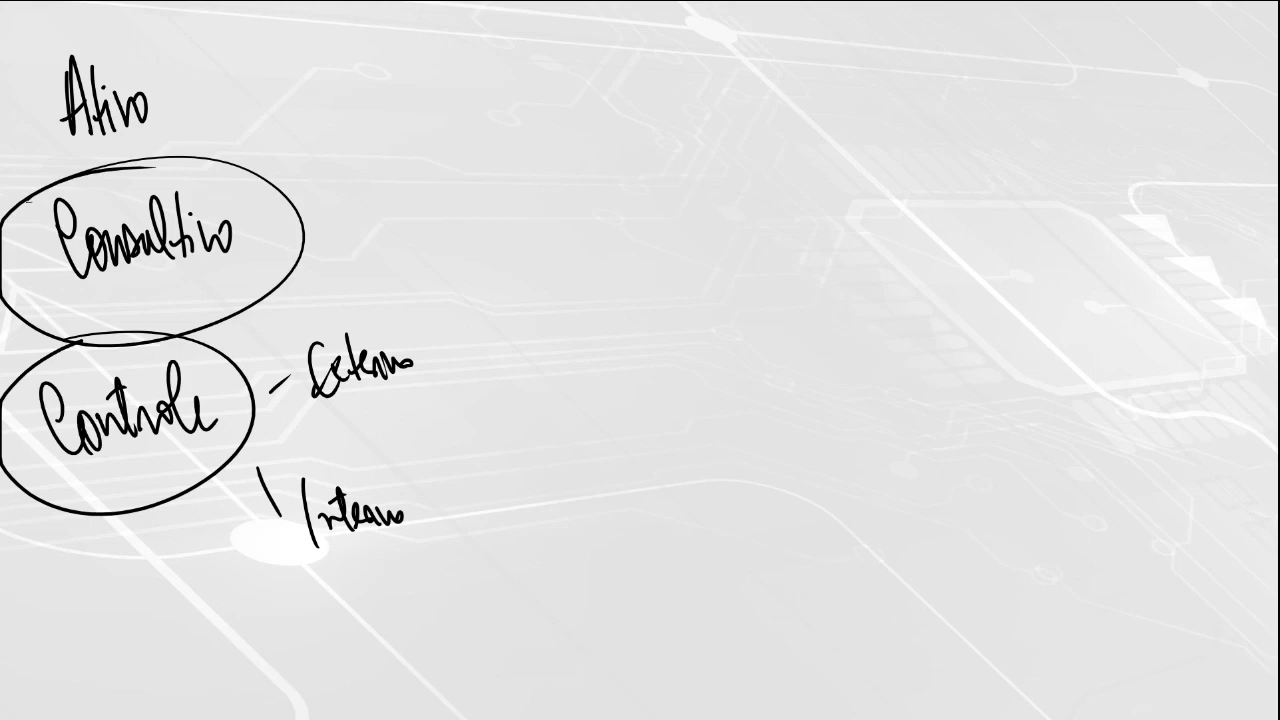 Ativo
Consultivo
Controle
- Externo
\ Interno